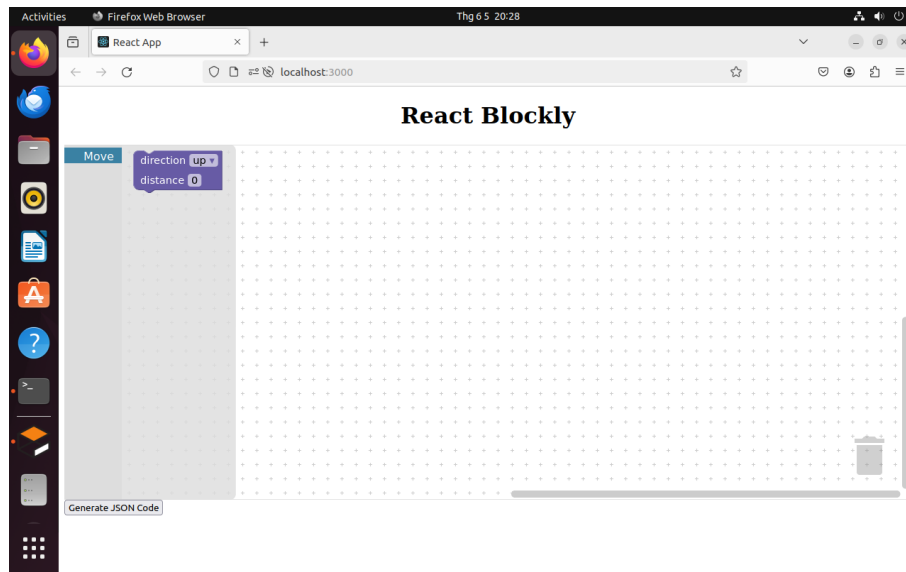 Activities Firefox Web Browser Thg 6 5 20:28
React App
localhost:3000
React Blockly
Move
direction up
distance 0
Generate JSON Code